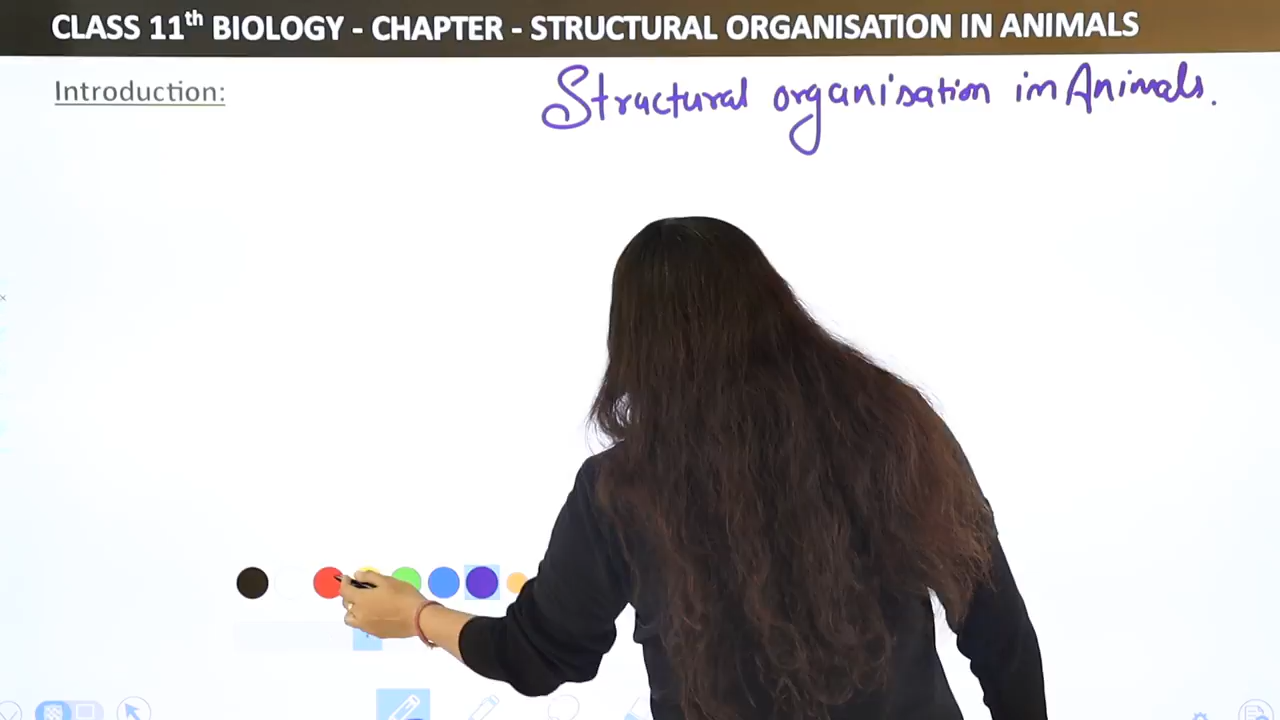 CLASS 11th BIOLOGY - CHAPTER - STRUCTURAL ORGANISATION IN ANIMALS
Introduction:
Structural organisation in Animals.